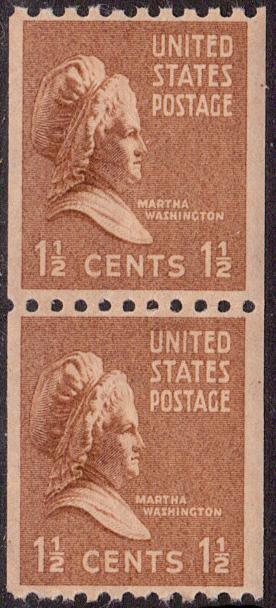 UNITED
STATES
POSTAGE
MARTHA
WASHINGTON
1½ CENTS 1½
UNITED
STATES
POSTAGE
MARTHA
WASHINGTON
1½ CENTS 1½